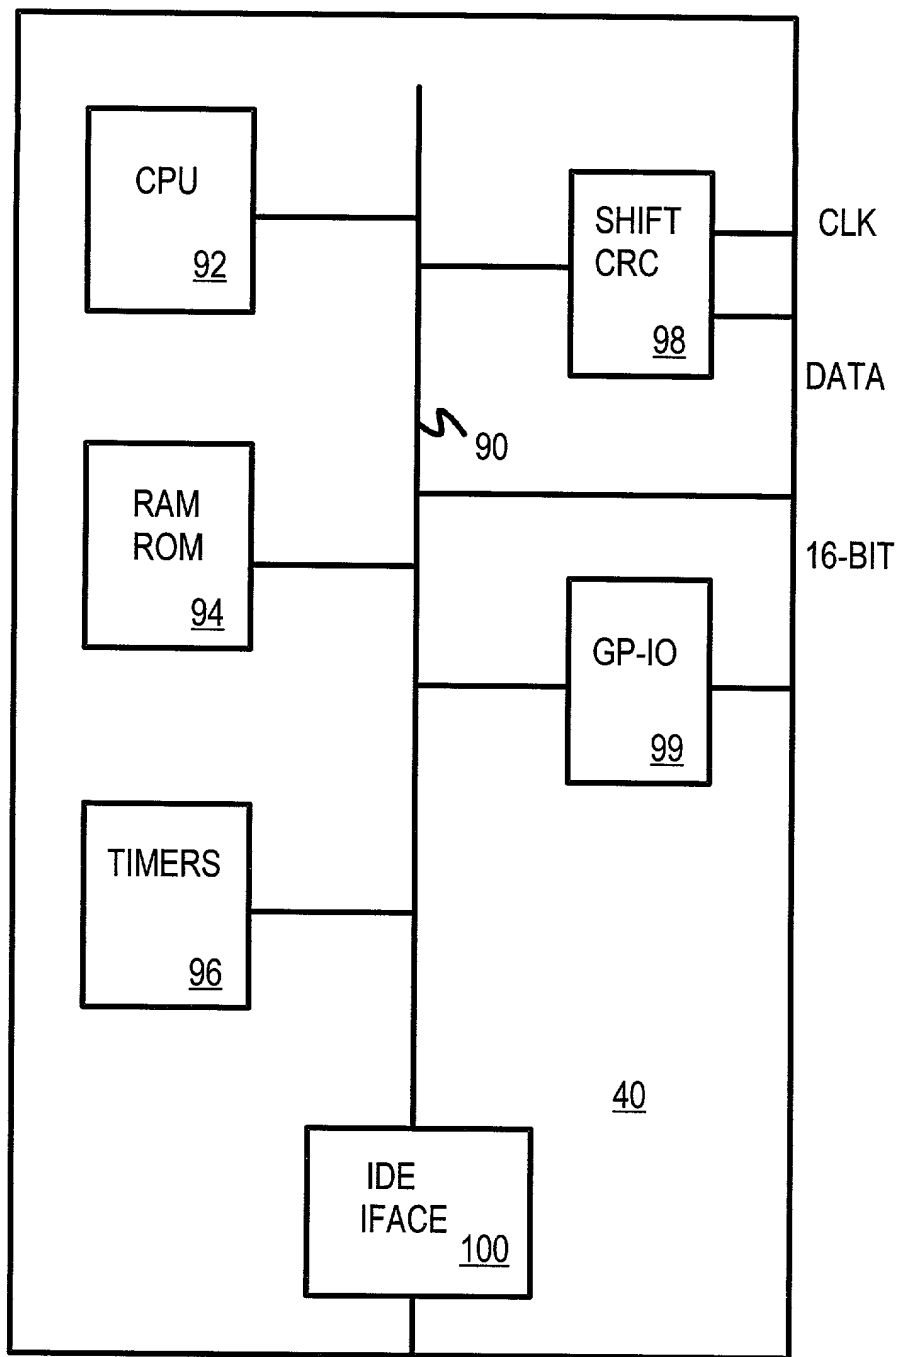 CPU
92
SHIFT
CRC
98
CLK
DATA
90
RAM
ROM
94
16-BIT
GP-IO
99
TIMERS
96
40
IDE
IFACE
100